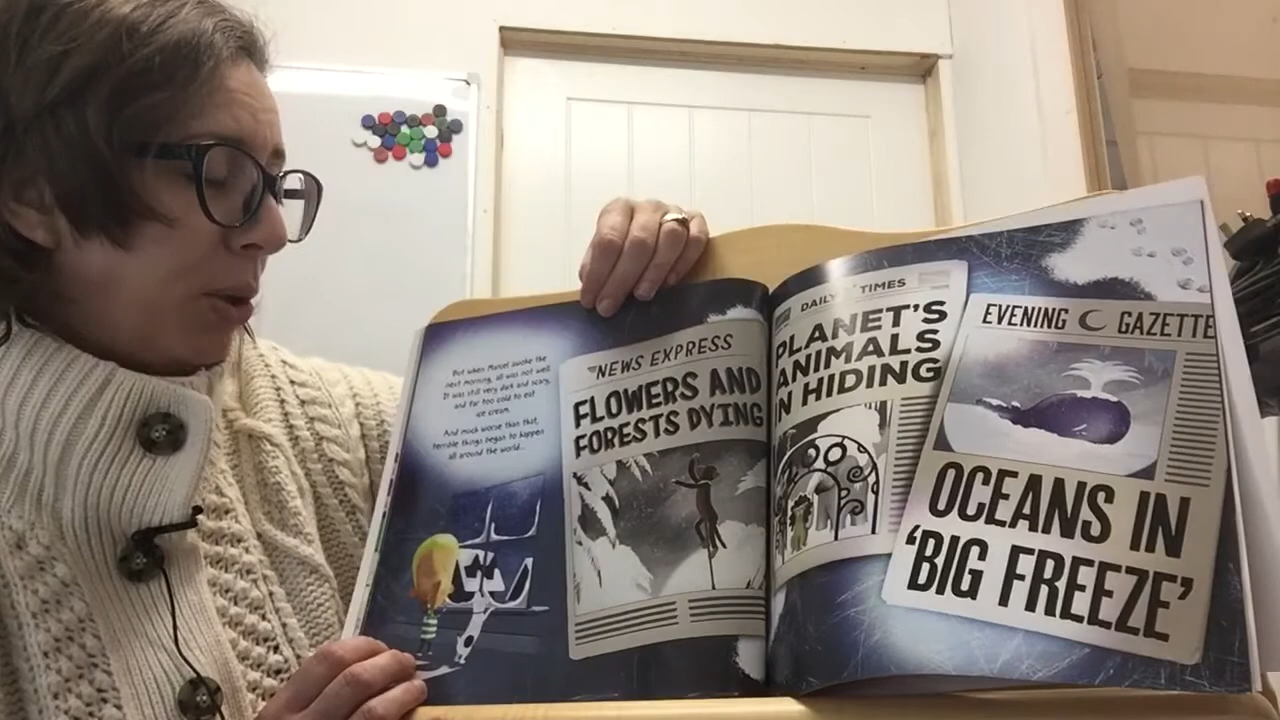 But when Marcel awoke the
next morning, all was not well.
It was still very dark and scary,
and far too cold to eat
ice cream.
And much worse than that,
terrible things began to happen
all around the world...
NEWS EXPRESS
FLOWERS AND
FORESTS DYING
DAILY TIMES
PLANET'S
ANIMALS
IN HIDING
EVENING GAZETTE
OCEANS IN
'BIG FREEZE'